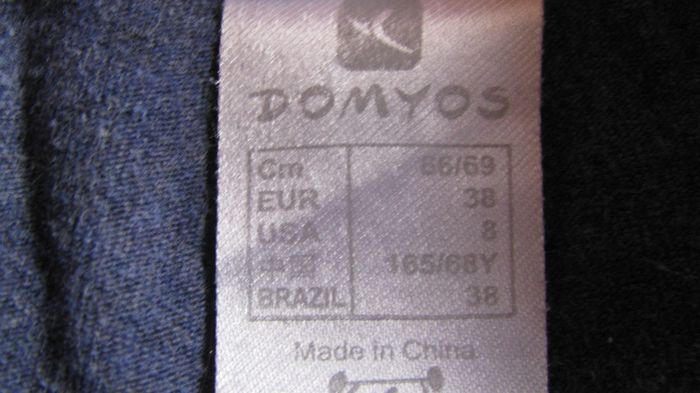 DOMYOS
Cm 66/69
EUR 38
USA 8
中国 165/68Y
BRAZIL 38
Made in China